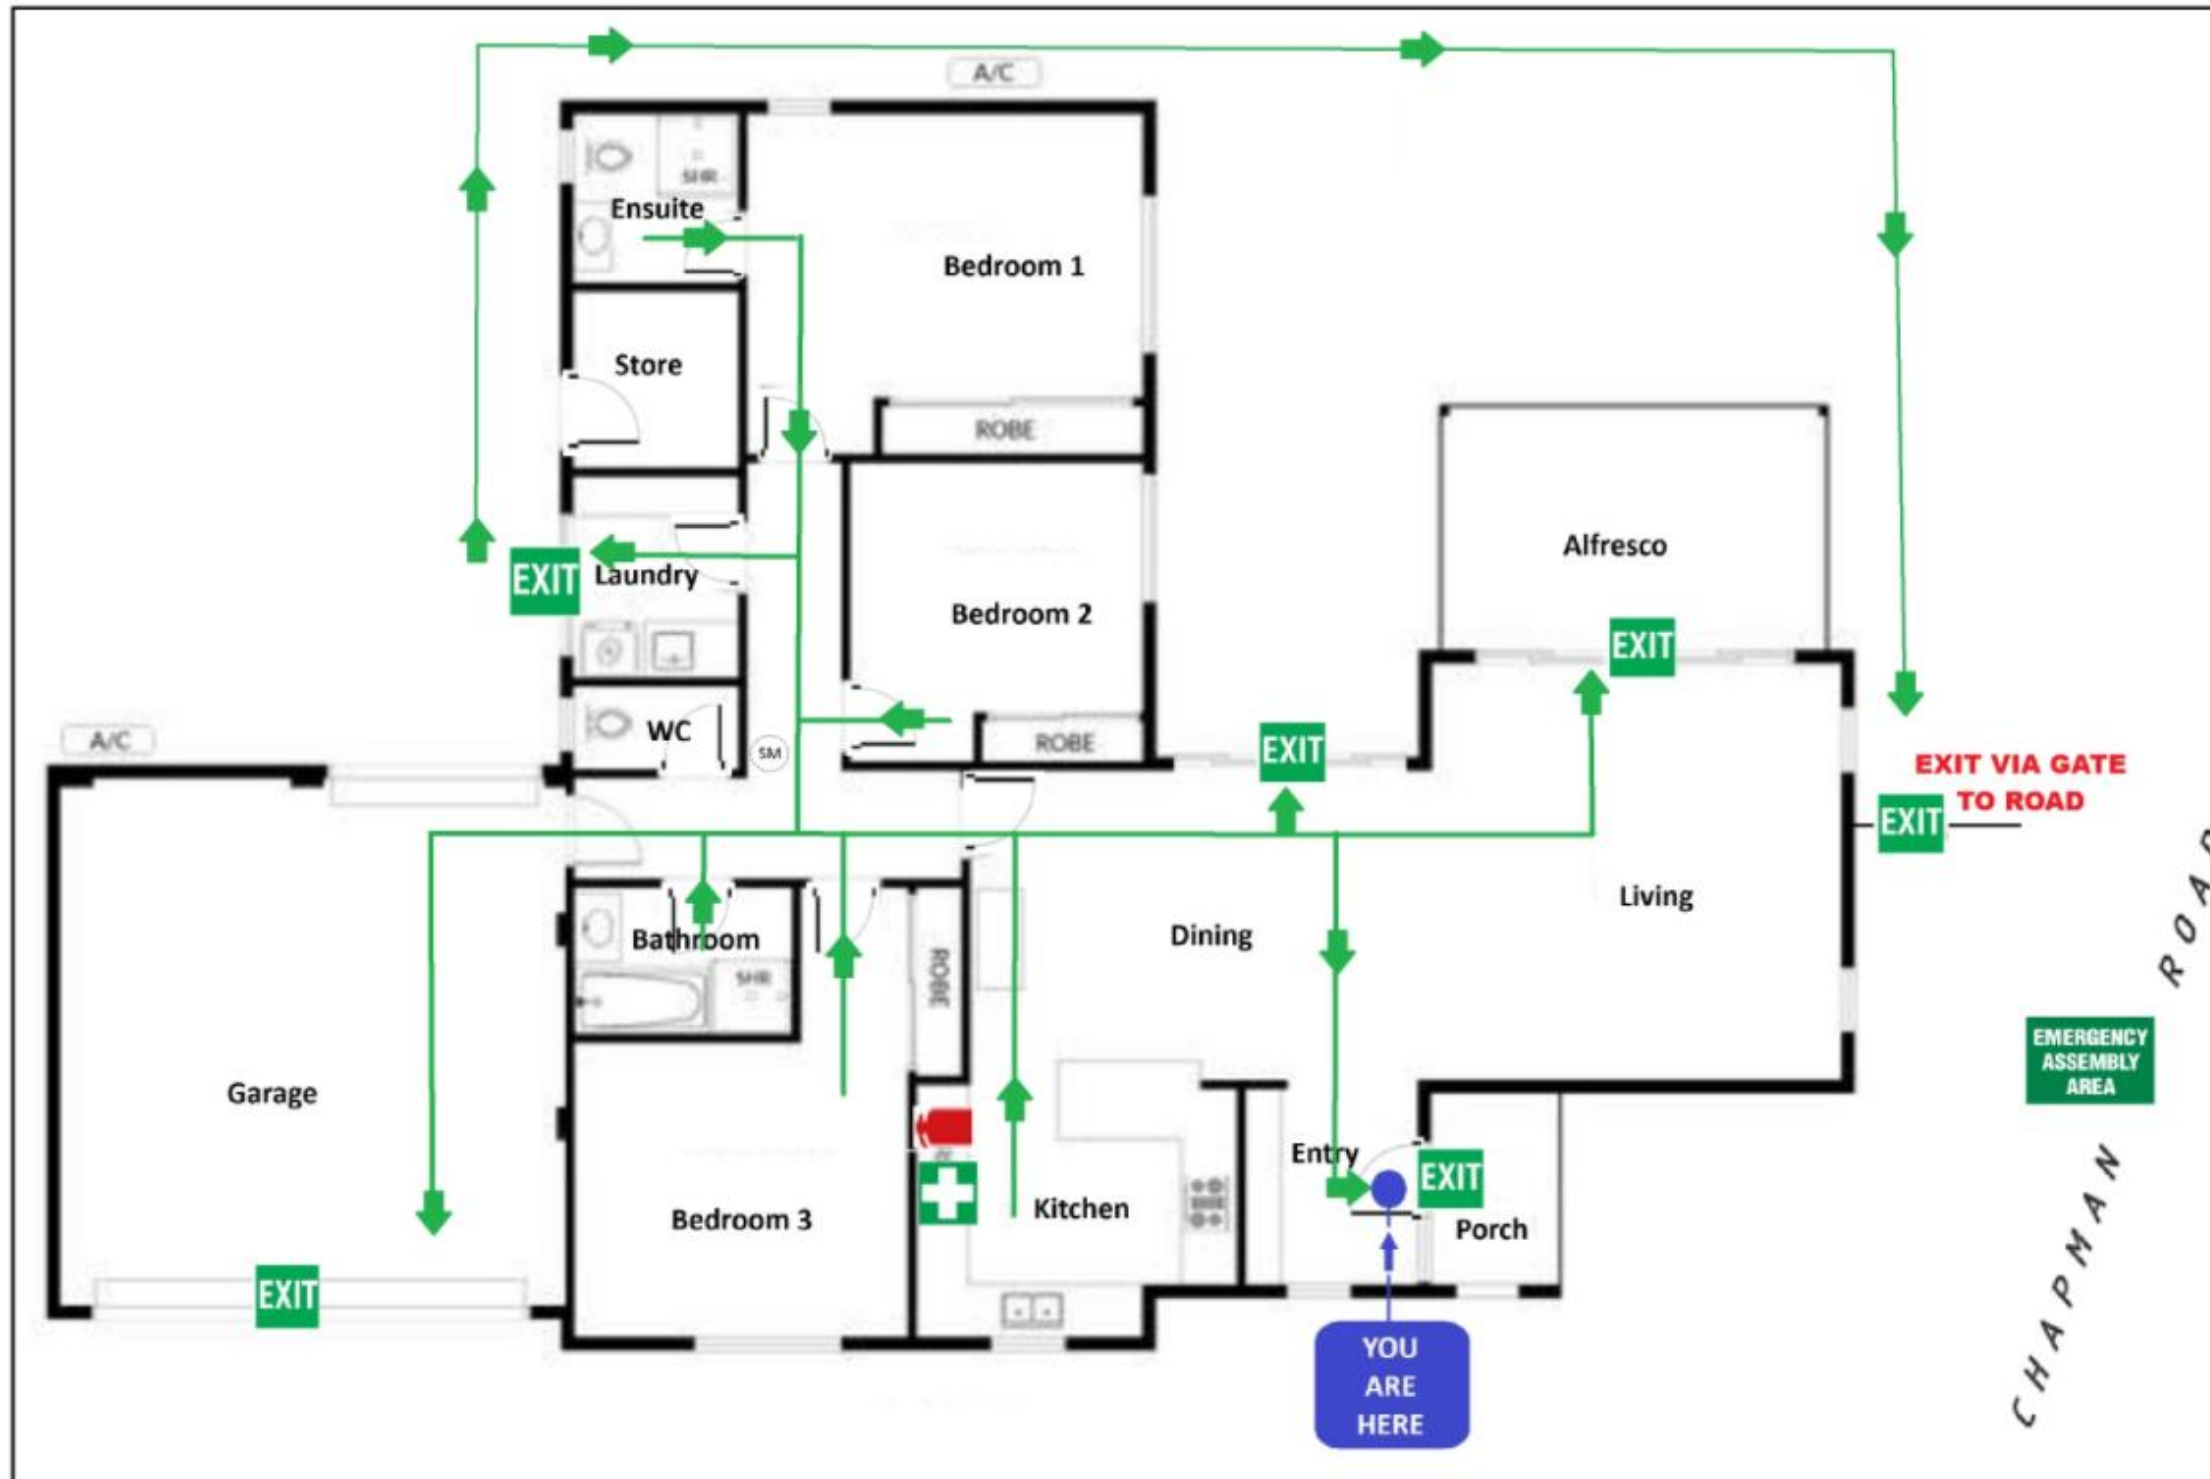 A/C
SHR
Ensuite
Bedroom 1
Store
ROBE
Alfresco
EXIT
Laundry
Bedroom 2
EXIT
WC
SM
A/C
ROBE
EXIT
EXIT VIA GATE
TO ROAD
EXIT
Living
Dining
Bathroom
SHR
ROBE
CHAPMAN ROAD
EMERGENCY
ASSEMBLY
AREA
Garage
Entry
EXIT
Kitchen
Bedroom 3
Porch
EXIT
YOU
ARE
HERE